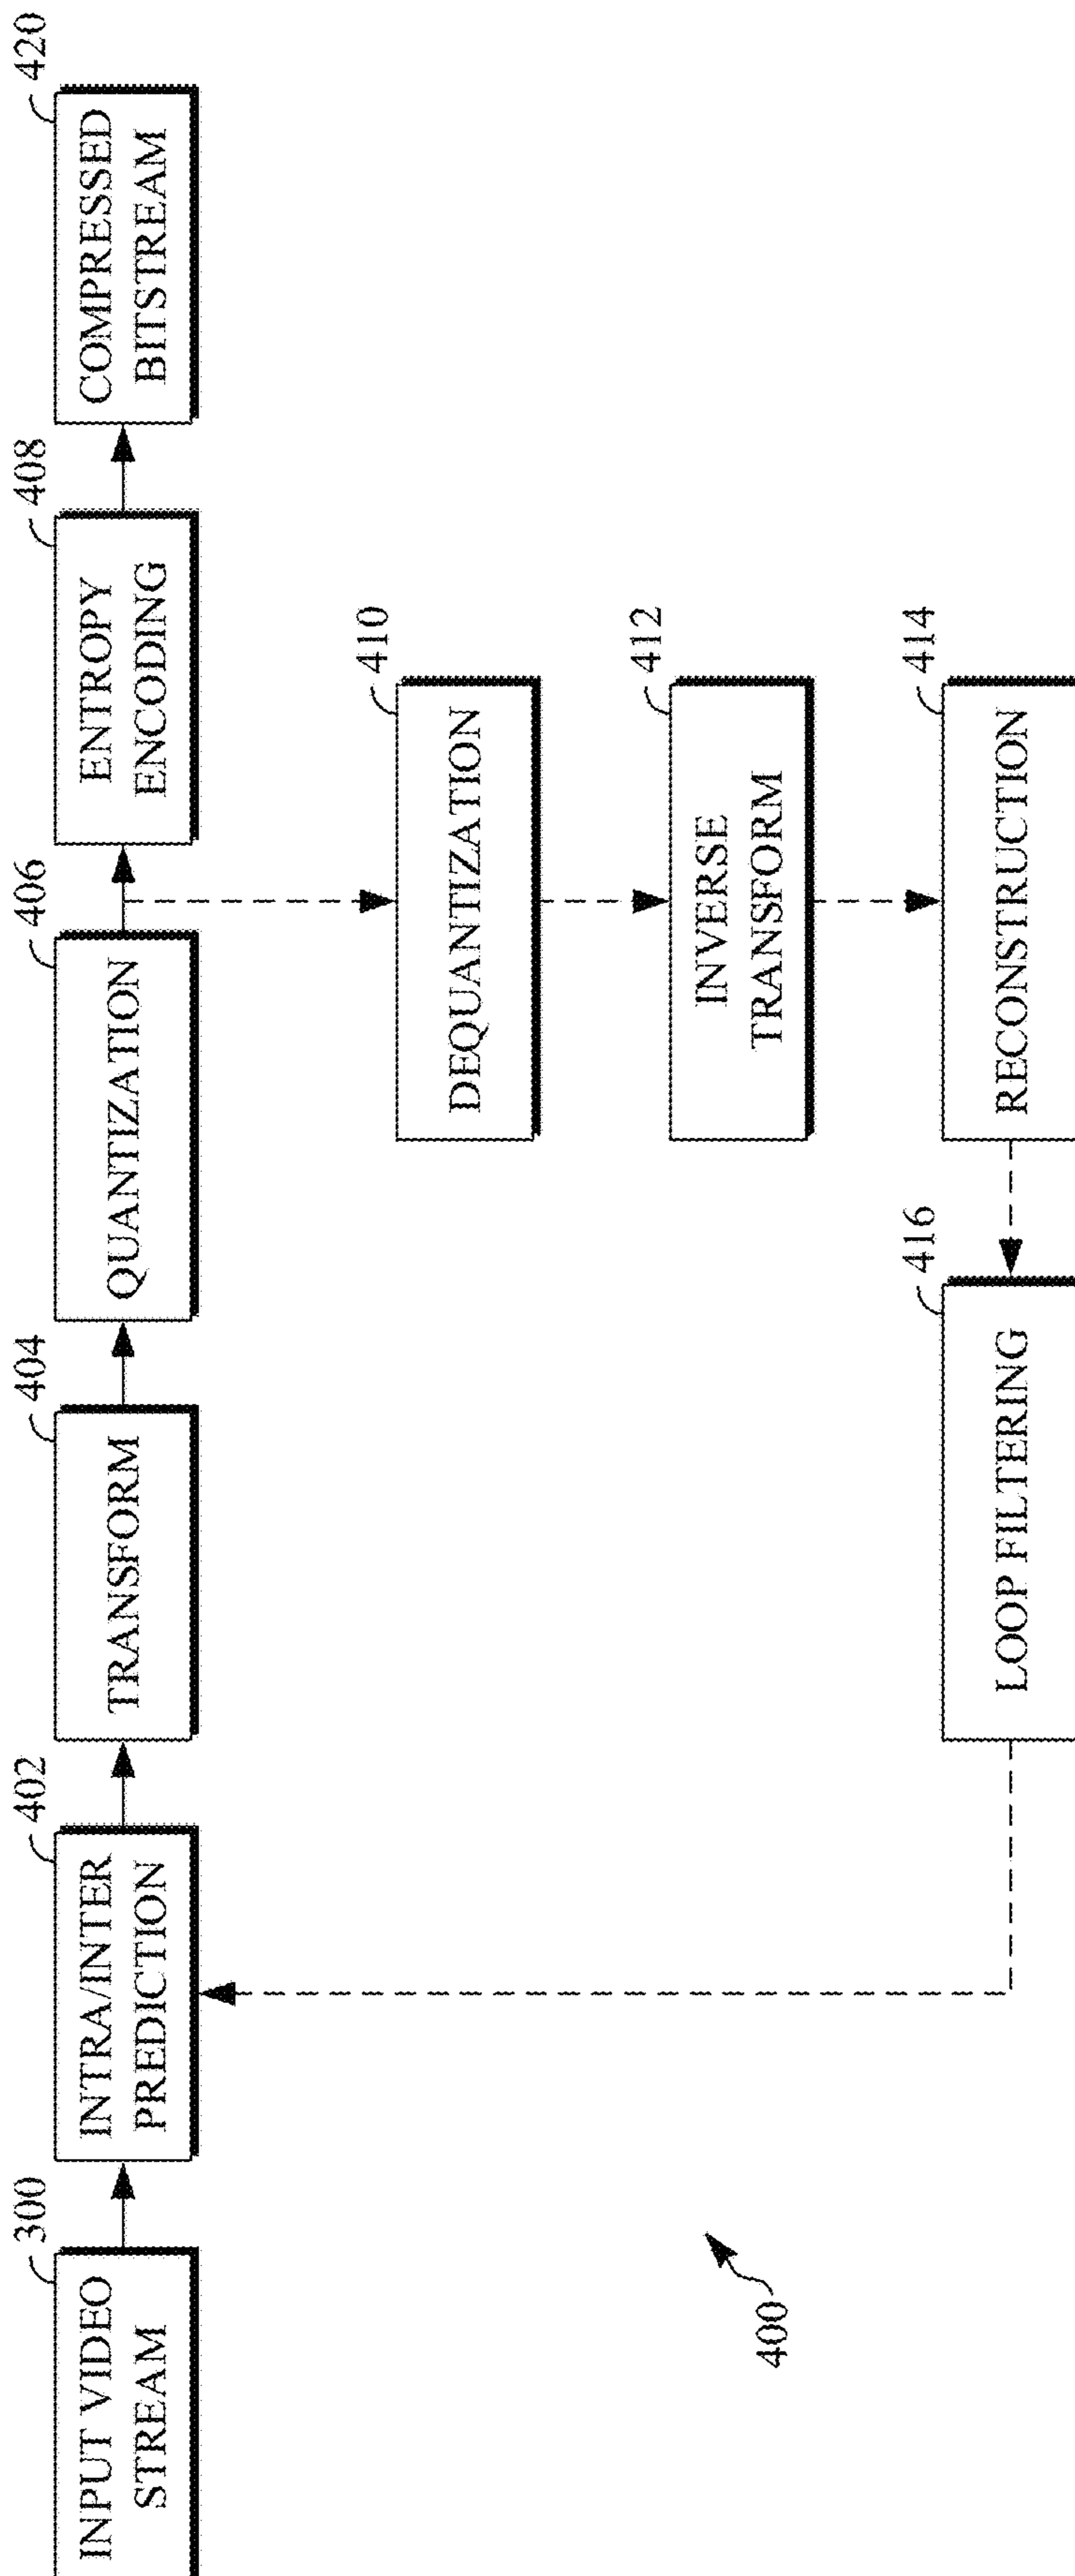 300
INPUT VIDEO
STREAM
402
INTRA/INTER
PREDICTION
404
TRANSFORM
406
QUANTIZATION
408
ENTROPY
ENCODING
420
COMPRESSED
BITSTREAM
410
DEQUANTIZATION
412
INVERSE
TRANSFORM
414
RECONSTRUCTION
416
LOOP FILTERING
400